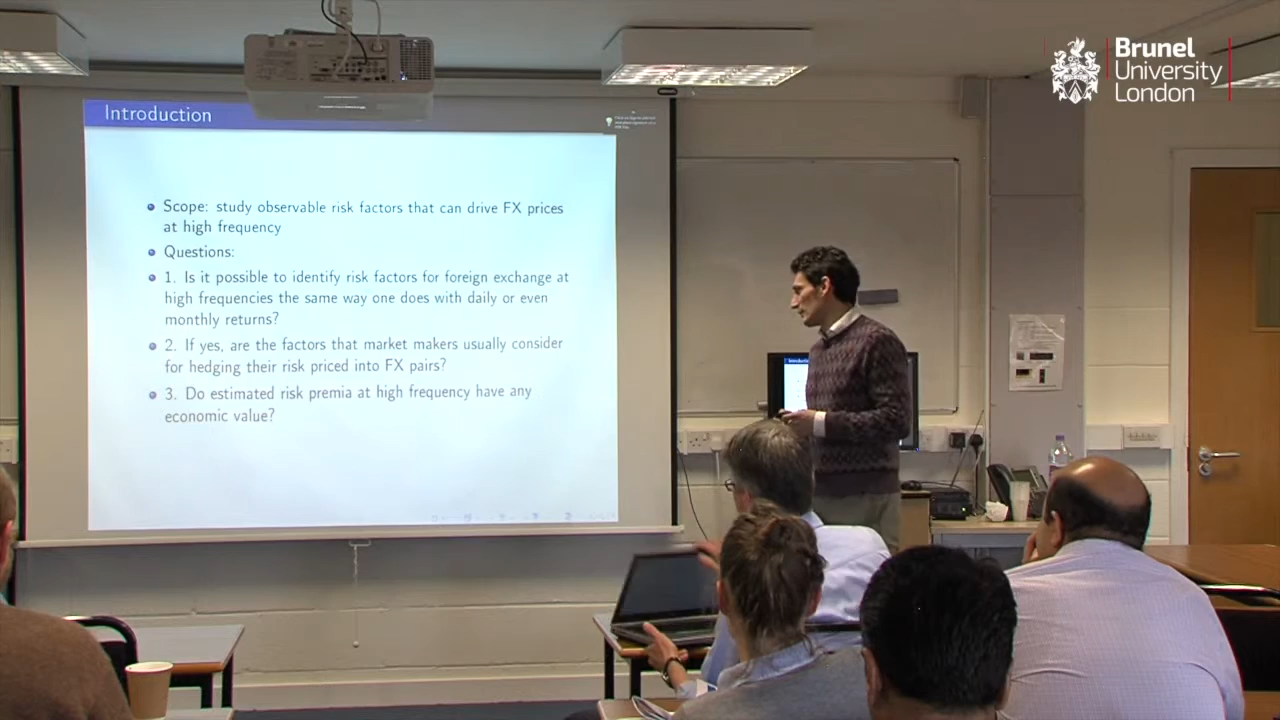 Introduction
Scope: study observable risk factors that can drive FX prices
at high frequency
Questions:
1. Is it possible to identify risk factors for foreign exchange at
high frequencies the same way one does with daily or even
monthly returns?
2. If yes, are the factors that market makers usually consider
for hedging their risk priced into FX pairs?
3. Do estimated risk premia at high frequency have any
economic value?
Brunel
University
London
Introduction